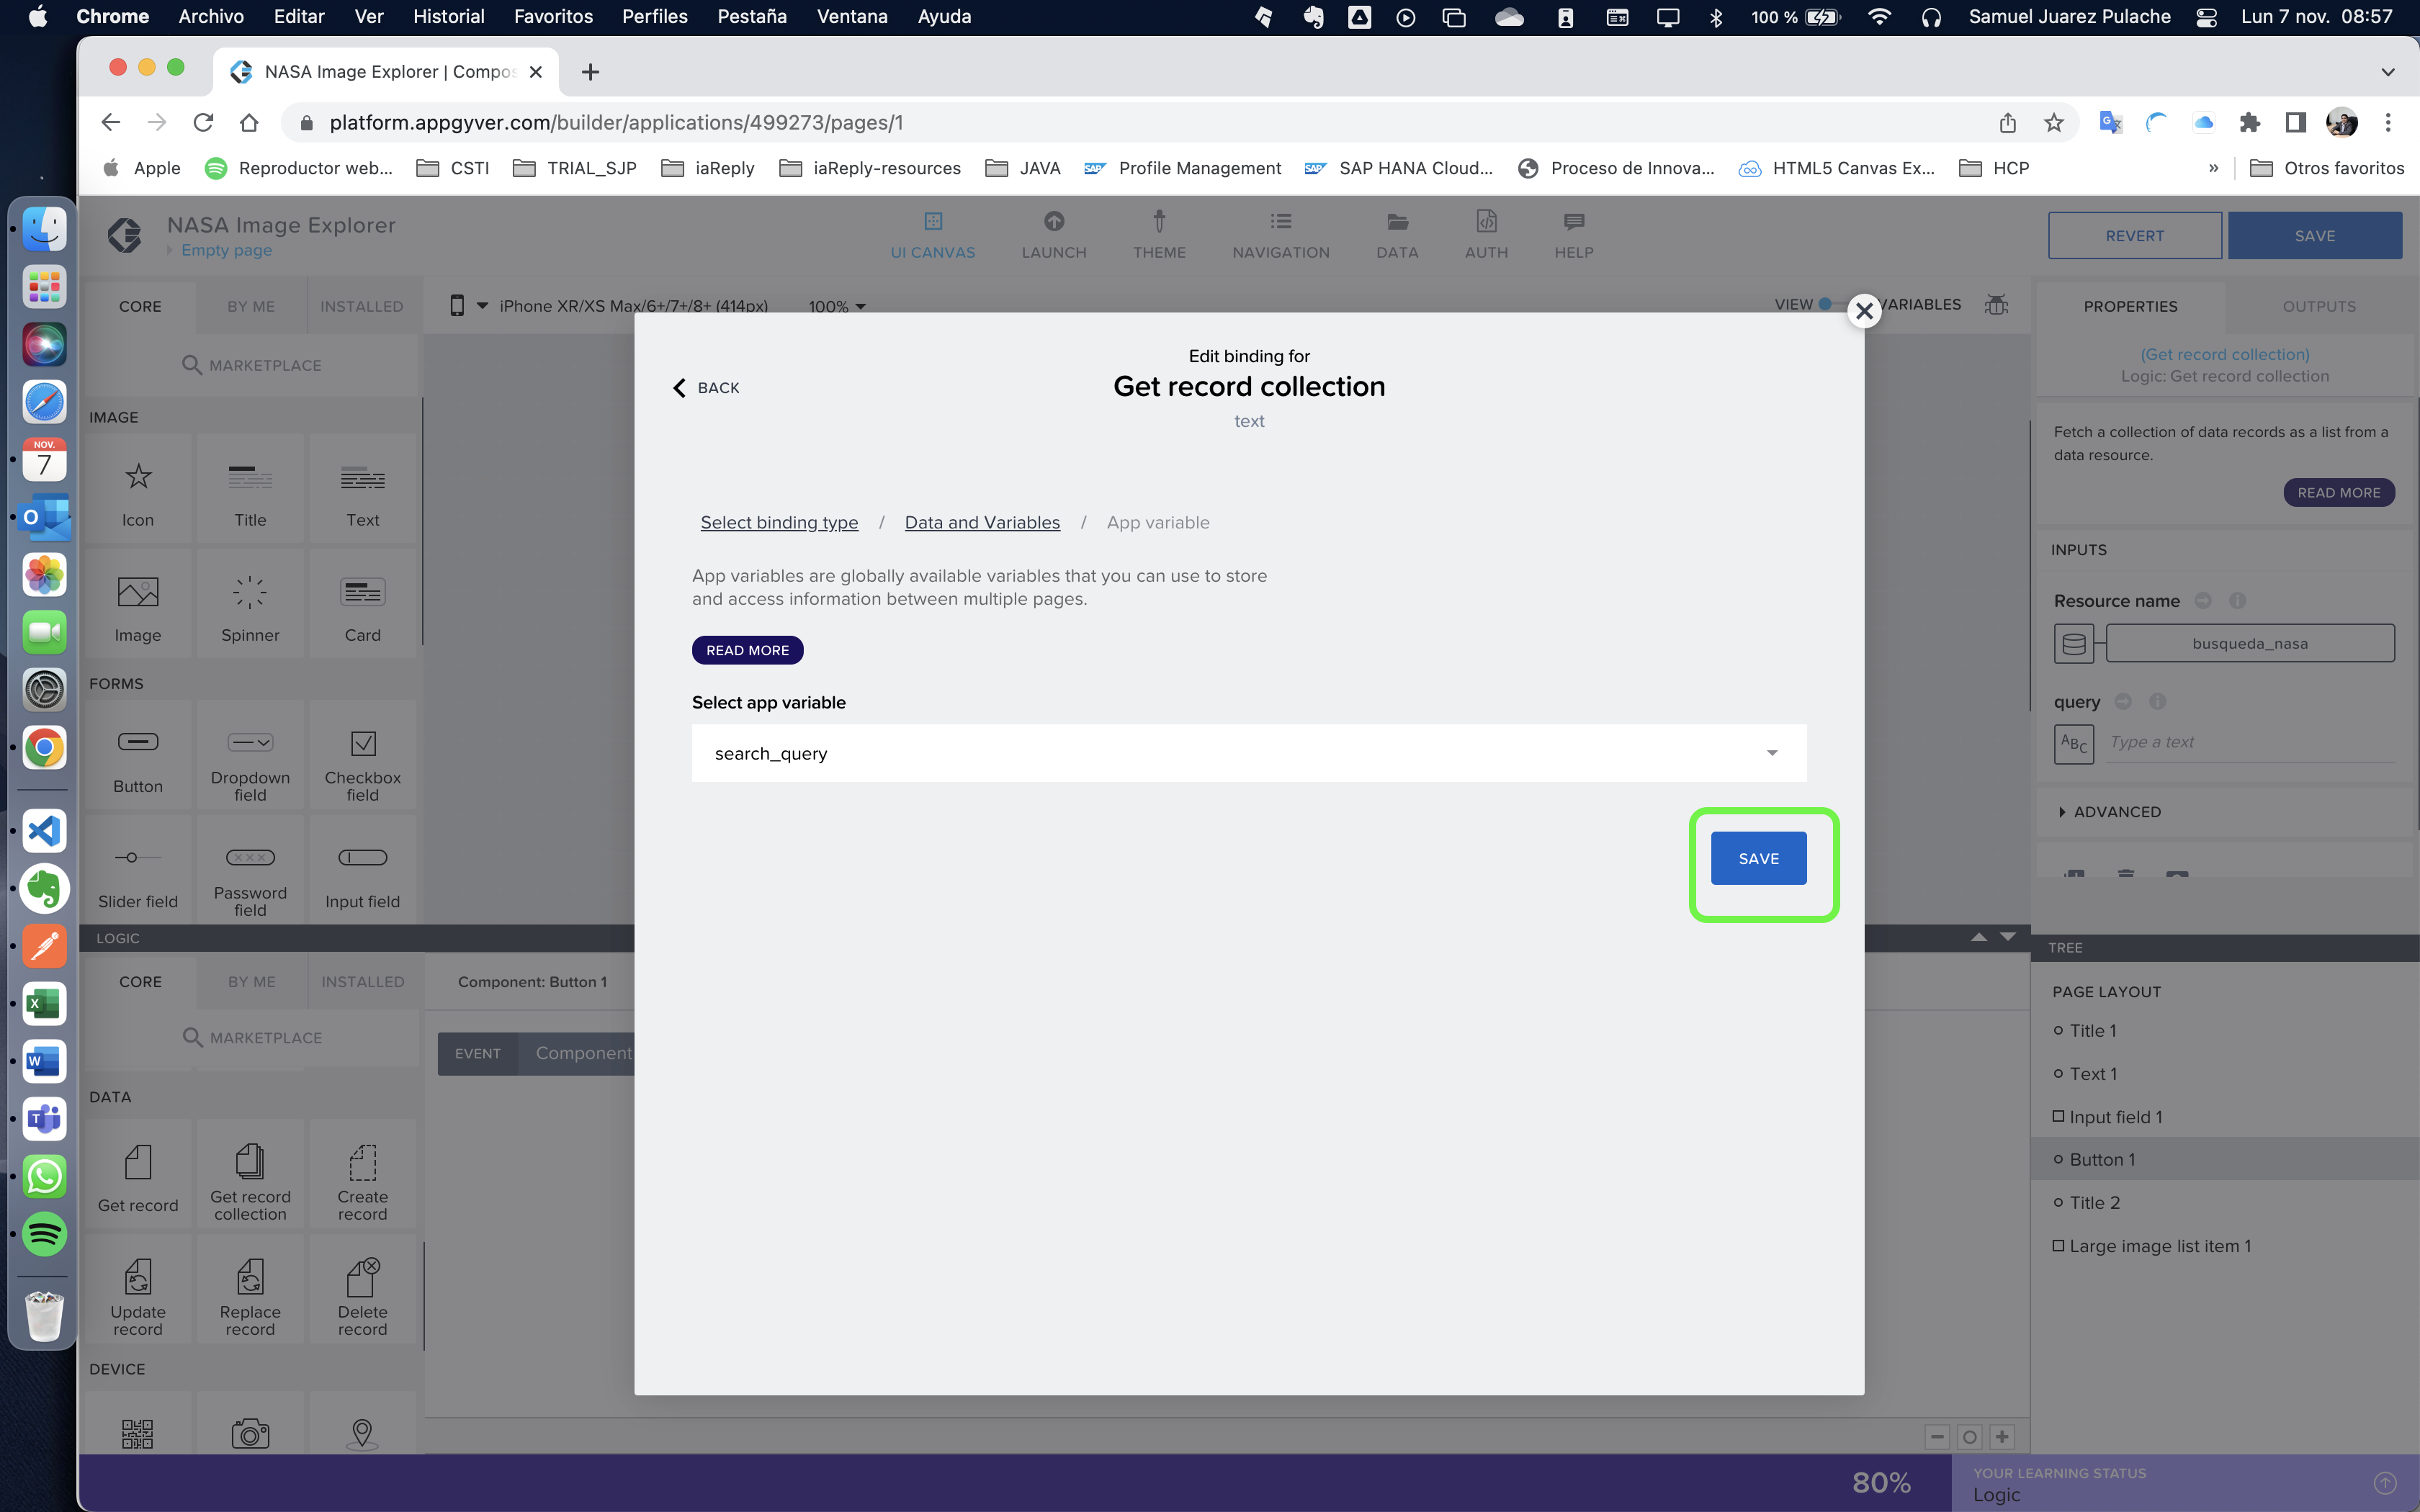 Chrome Archivo Editar Ver Historial Favoritos Perfiles Pestaña Ventana Ayuda 100 % Samuel Juarez Pulache Lun 7 nov. 08:57
NASA Image Explorer | Compos
platform.appgyver.com/builder/applications/499273/pages/1
Apple Reproductor web... CSTI TRIAL_SJP iaReply iaReply-resources JAVA SAP Profile Management SAP SAP HANA Cloud... Proceso de Innova... HTML5 Canvas Ex... HCP » Otros favoritos
NASA Image Explorer
Empty page
UI CANVAS LAUNCH THEME NAVIGATION DATA AUTH HELP
REVERT SAVE
CORE BY ME INSTALLED
iPhone XR/XS Max/6+/7+/8+ (414px) 100%
VIEW VARIABLES
PROPERTIES OUTPUTS
MARKETPLACE
IMAGE
Icon Title Text
Image Spinner Card
FORMS
Button Dropdown field Checkbox field
Slider field Password field Input field
Edit binding for
BACK
Get record collection
text
Select binding type / Data and Variables / App variable
App variables are globally available variables that you can use to store
and access information between multiple pages.
READ MORE
Select app variable
search_query
SAVE
(Get record collection)
Logic: Get record collection
Fetch a collection of data records as a list from a
data resource.
READ MORE
INPUTS
Resource name
busqueda_nasa
query
ABC Type a text
ADVANCED
LOGIC
CORE BY ME INSTALLED
Component: Button 1
MARKETPLACE
EVENT Component
DATA
Get record Get record collection Create record
Update record Replace record Delete record
DEVICE
TREE
PAGE LAYOUT
Title 1
Text 1
Input field 1
Button 1
Title 2
Large image list item 1
80%
YOUR LEARNING STATUS
Logic
NOV.
7